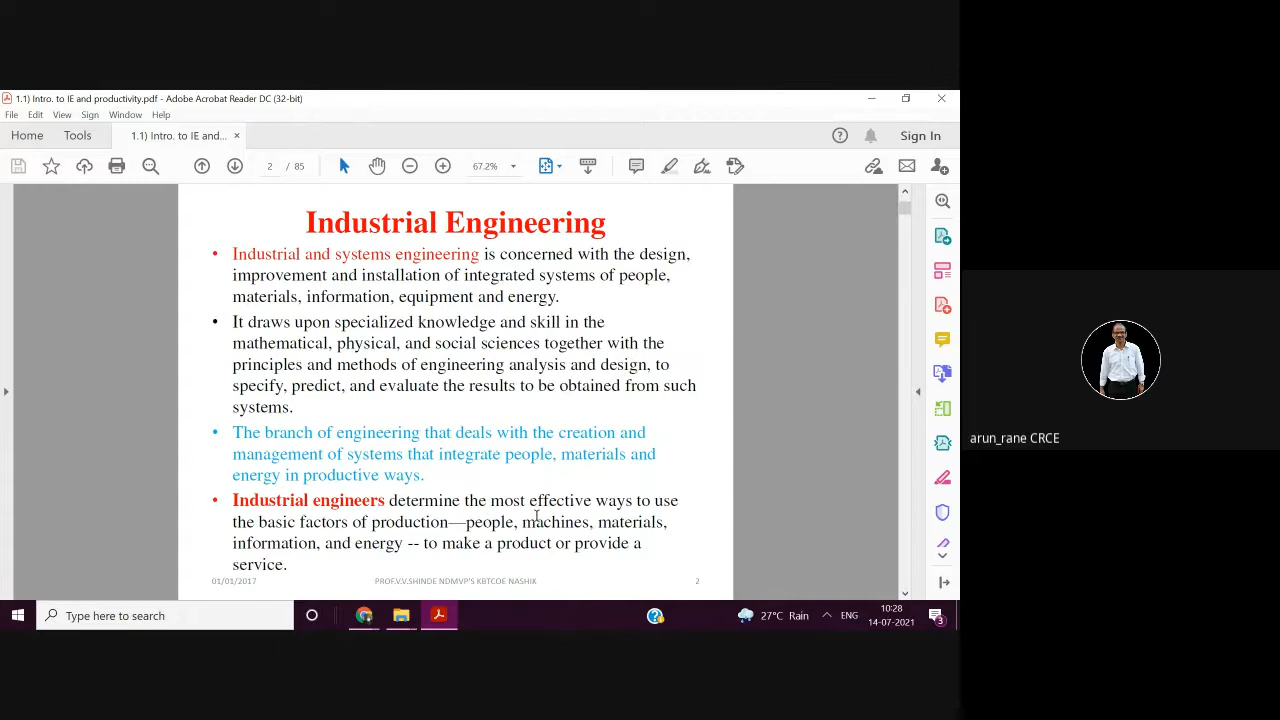 1.1) Intro. to IE and productivity.pdf - Adobe Acrobat Reader DC (32-bit)
File Edit View Sign Window Help
Home Tools 1.1) Intro. to IE and... × Sign In
2 / 85 67.2%
Industrial Engineering
• Industrial and systems engineering is concerned with the design,
improvement and installation of integrated systems of people,
materials, information, equipment and energy.
• It draws upon specialized knowledge and skill in the
mathematical, physical, and social sciences together with the
principles and methods of engineering analysis and design, to
specify, predict, and evaluate the results to be obtained from such
systems.
• The branch of engineering that deals with the creation and
management of systems that integrate people, materials and
energy in productive ways.
• Industrial engineers determine the most effective ways to use
the basic factors of production—people, machines, materials,
information, and energy -- to make a product or provide a
service.
01/01/2017 PROF.V.V.SHINDE NDMVP'S KBTCOE NASHIK 2
Type here to search 27°C Rain ENG 10:28
14-07-2021 3
arun_rane CRCE